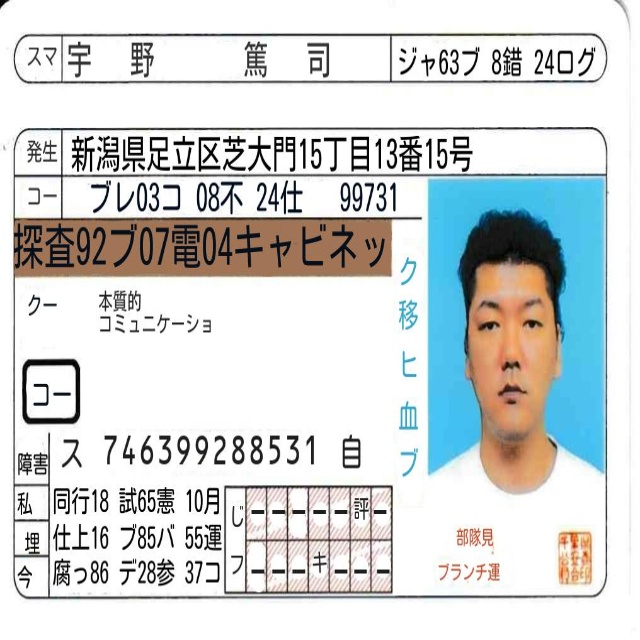 スマ 宇野 篤司 ジャ63ブ 8錯 24ログ
発生 新潟県足立区芝大門15丁目13番15号
コー ブレ03コ 08不 24仕 99731
探査92ブ07電04キャビネッ
ク移ヒ血ブ
クー 本質的
コミュニケーショ
コー
障害 ス 746399288531 自
私 同行18 試65憲 10月
埋 仕上16 ブ85バ 55運
今 腐っ86 デ28参 37コ
じ ー ー ー ー ー 評 ー
フ ー ー ー キ ー ー ー
部隊見
ブランチ運